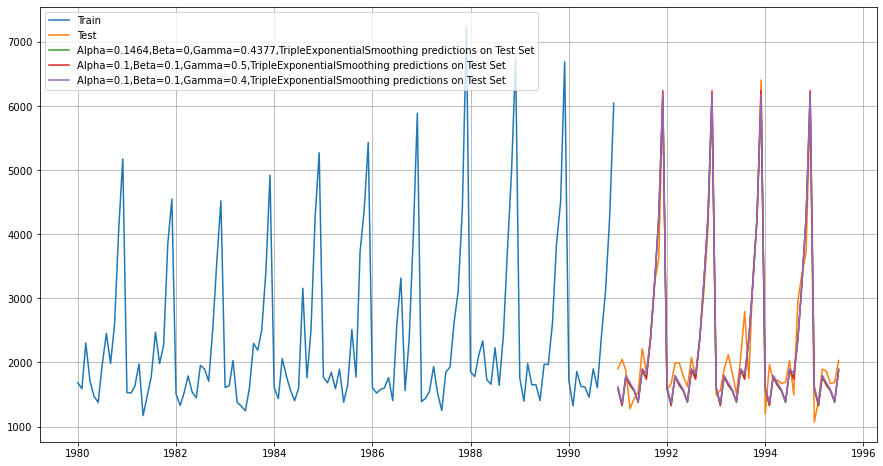 Train
Test
Alpha=0.1464,Beta=0,Gamma=0.4377,TripleExponentialSmoothing predictions on Test Set
Alpha=0.1,Beta=0.1,Gamma=0.5,TripleExponentialSmoothing predictions on Test Set
Alpha=0.1,Beta=0.1,Gamma=0.4,TripleExponentialSmoothing predictions on Test Set
7000
6000
5000
4000
3000
2000
1000
1980 1982 1984 1986 1988 1990 1992 1994 1996